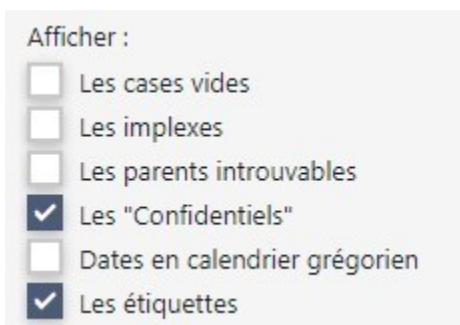 Afficher :
Les cases vides
Les implexes
Les parents introuvables
Les "Confidentiels"
Dates en calendrier grégorien
Les étiquettes